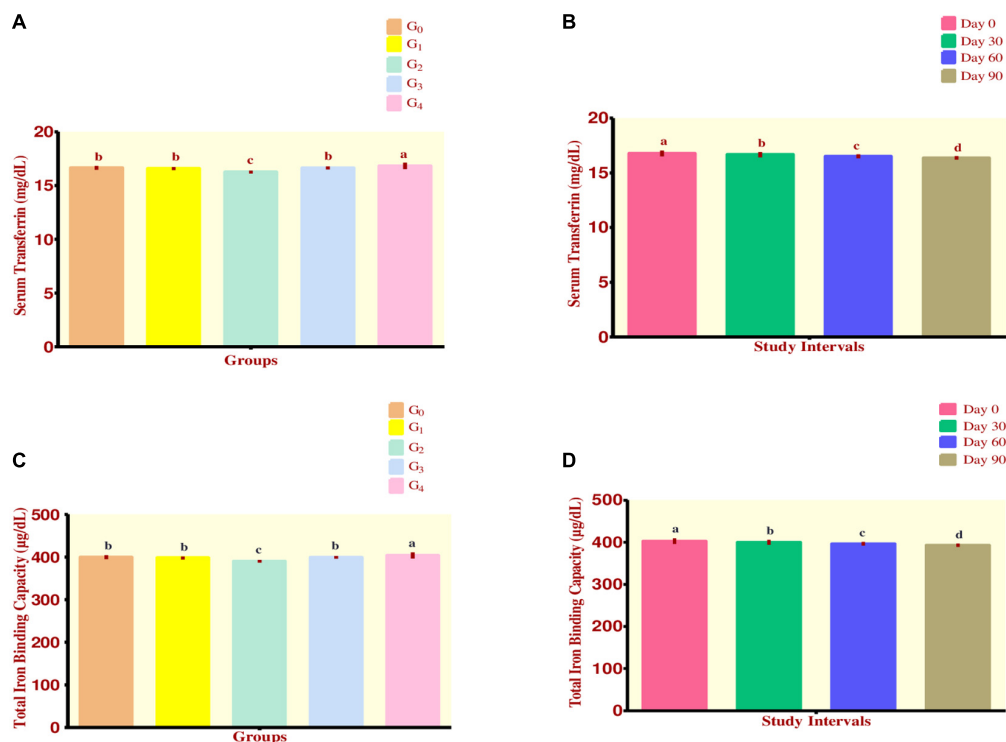 A
G0
G1
G2
G3
G4
20
15
10
5
0
Serum Transferrin (mg/dL)
b
b
c
b
a
Groups
B
Day 0
Day 30
Day 60
Day 90
20
15
10
5
0
Serum Transferrin (mg/dL)
a
b
c
d
Study Intervals
C
G0
G1
G2
G3
G4
500
400
300
200
100
0
Total Iron Binding Capacity (µg/dL)
b
b
c
b
a
Groups
D
Day 0
Day 30
Day 60
Day 90
500
400
300
200
100
0
Total Iron Binding Capacity (µg/dL)
a
b
c
d
Study Intervals